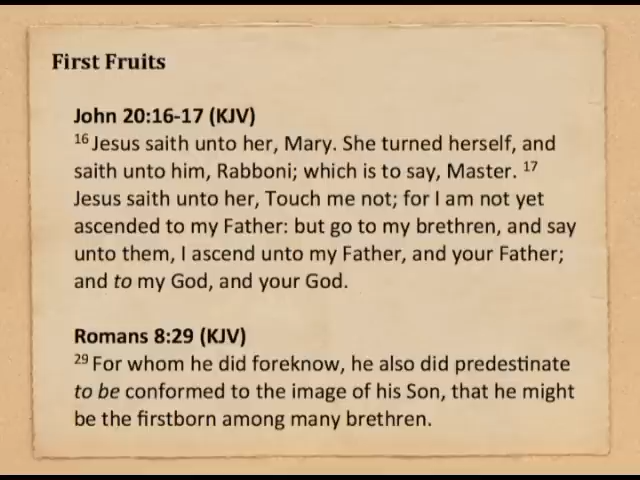 First Fruits
John 20:16-17 (KJV)
16 Jesus saith unto her, Mary. She turned herself, and
saith unto him, Rabboni; which is to say, Master. 17
Jesus saith unto her, Touch me not; for I am not yet
ascended to my Father: but go to my brethren, and say
unto them, I ascend unto my Father, and your Father;
and to my God, and your God.
Romans 8:29 (KJV)
29 For whom he did foreknow, he also did predestinate
to be conformed to the image of his Son, that he might
be the firstborn among many brethren.